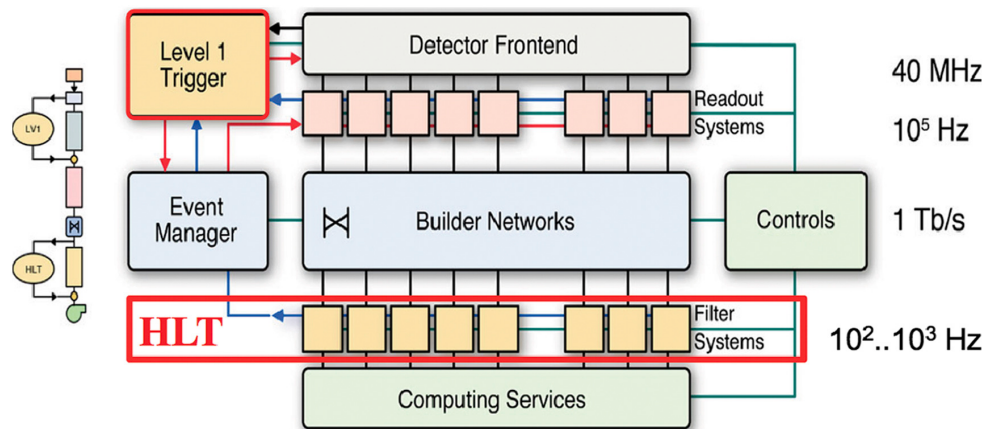 Level 1
Trigger
Detector Frontend
40 MHz
Readout
Systems
10⁵ Hz
LV1
Event
Manager
Builder Networks
Controls
1 Tb/s
HLT
HLT
Filter
Systems
10²..10³ Hz
Computing Services